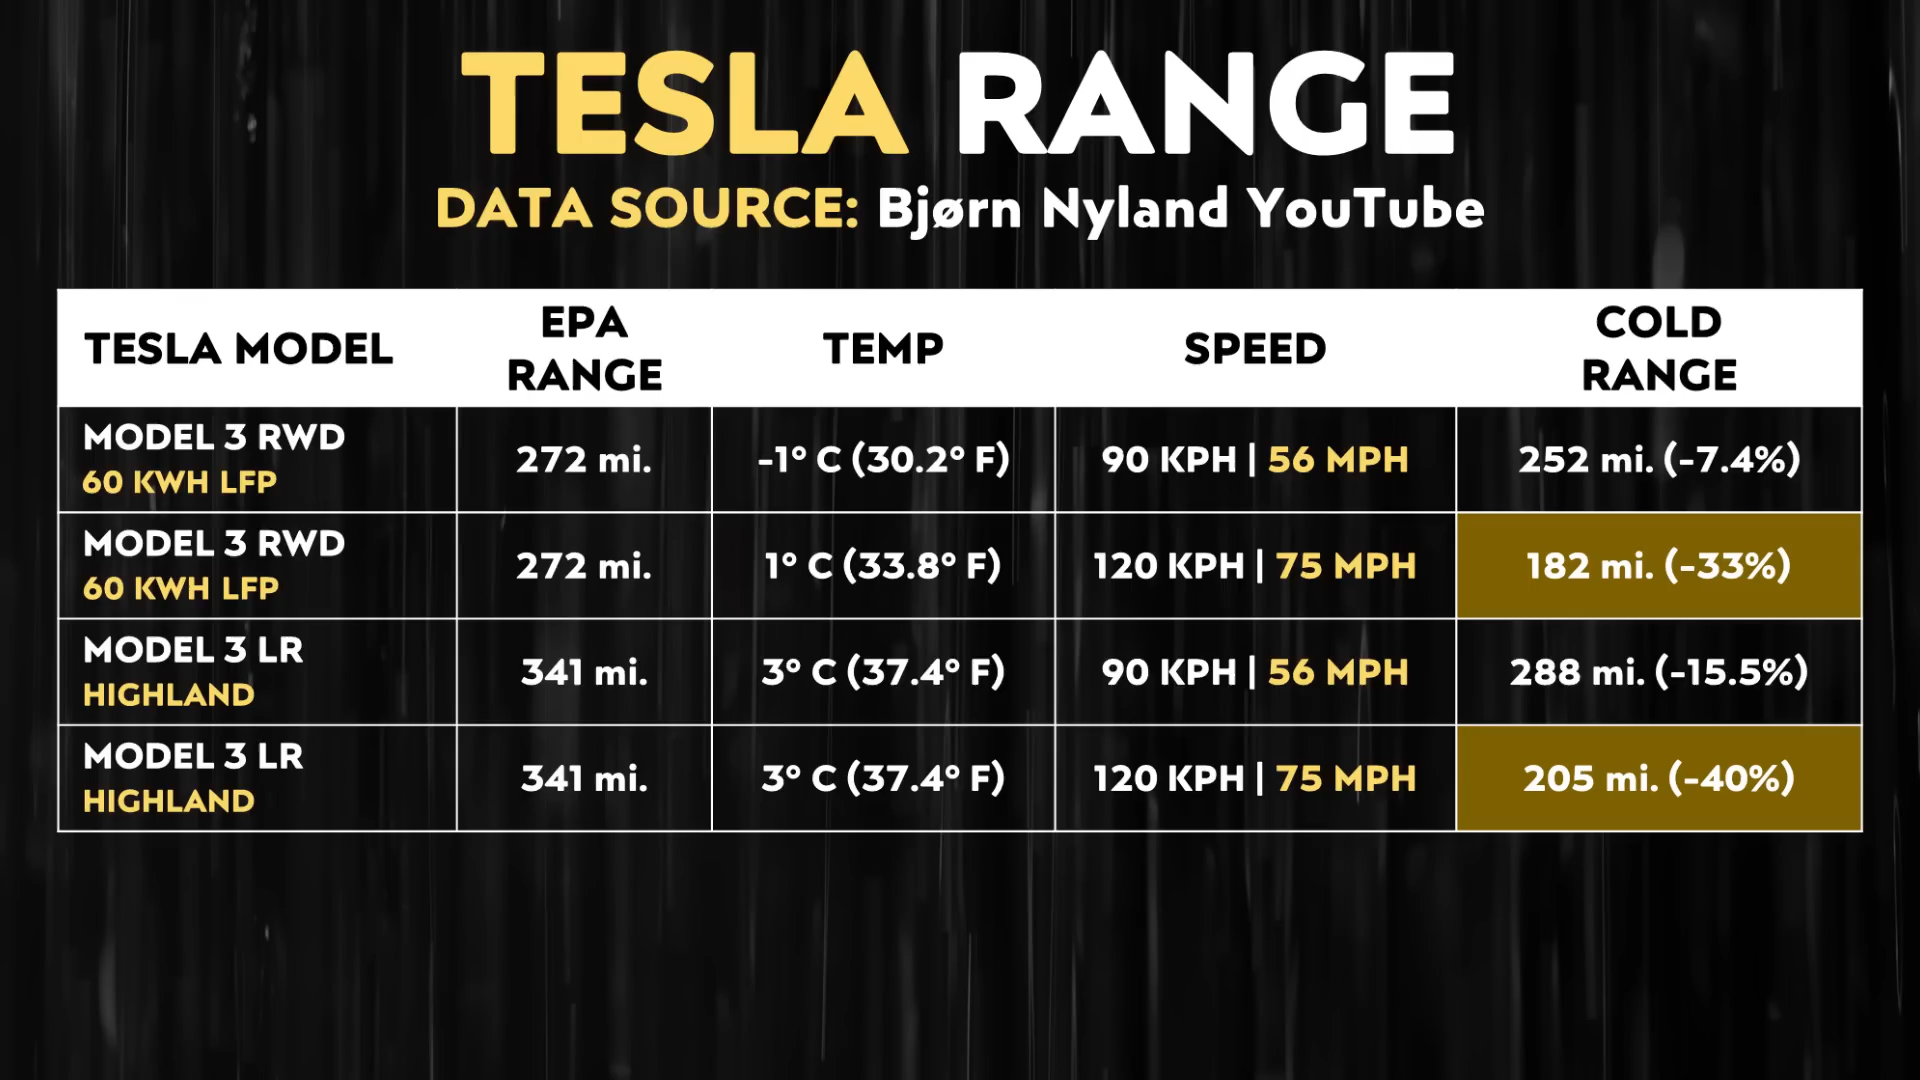 TESLA RANGE
DATA SOURCE: Bjørn Nyland YouTube
TESLA MODEL
EPA
RANGE
TEMP
SPEED
COLD
RANGE
MODEL 3 RWD
60 KWH LFP
272 mi.
-1° C (30.2° F)
90 KPH | 56 MPH
252 mi. (-7.4%)
MODEL 3 RWD
60 KWH LFP
272 mi.
1° C (33.8° F)
120 KPH | 75 MPH
182 mi. (-33%)
MODEL 3 LR
HIGHLAND
341 mi.
3° C (37.4° F)
90 KPH | 56 MPH
288 mi. (-15.5%)
MODEL 3 LR
HIGHLAND
341 mi.
3° C (37.4° F)
120 KPH | 75 MPH
205 mi. (-40%)